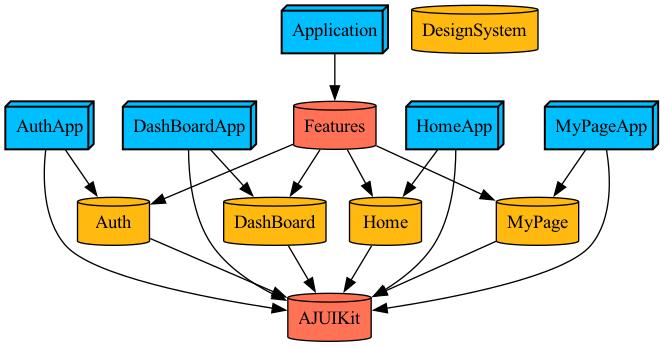 Application
DesignSystem
AuthApp
DashBoardApp
Features
HomeApp
MyPageApp
Auth
DashBoard
Home
MyPage
AJUIKit